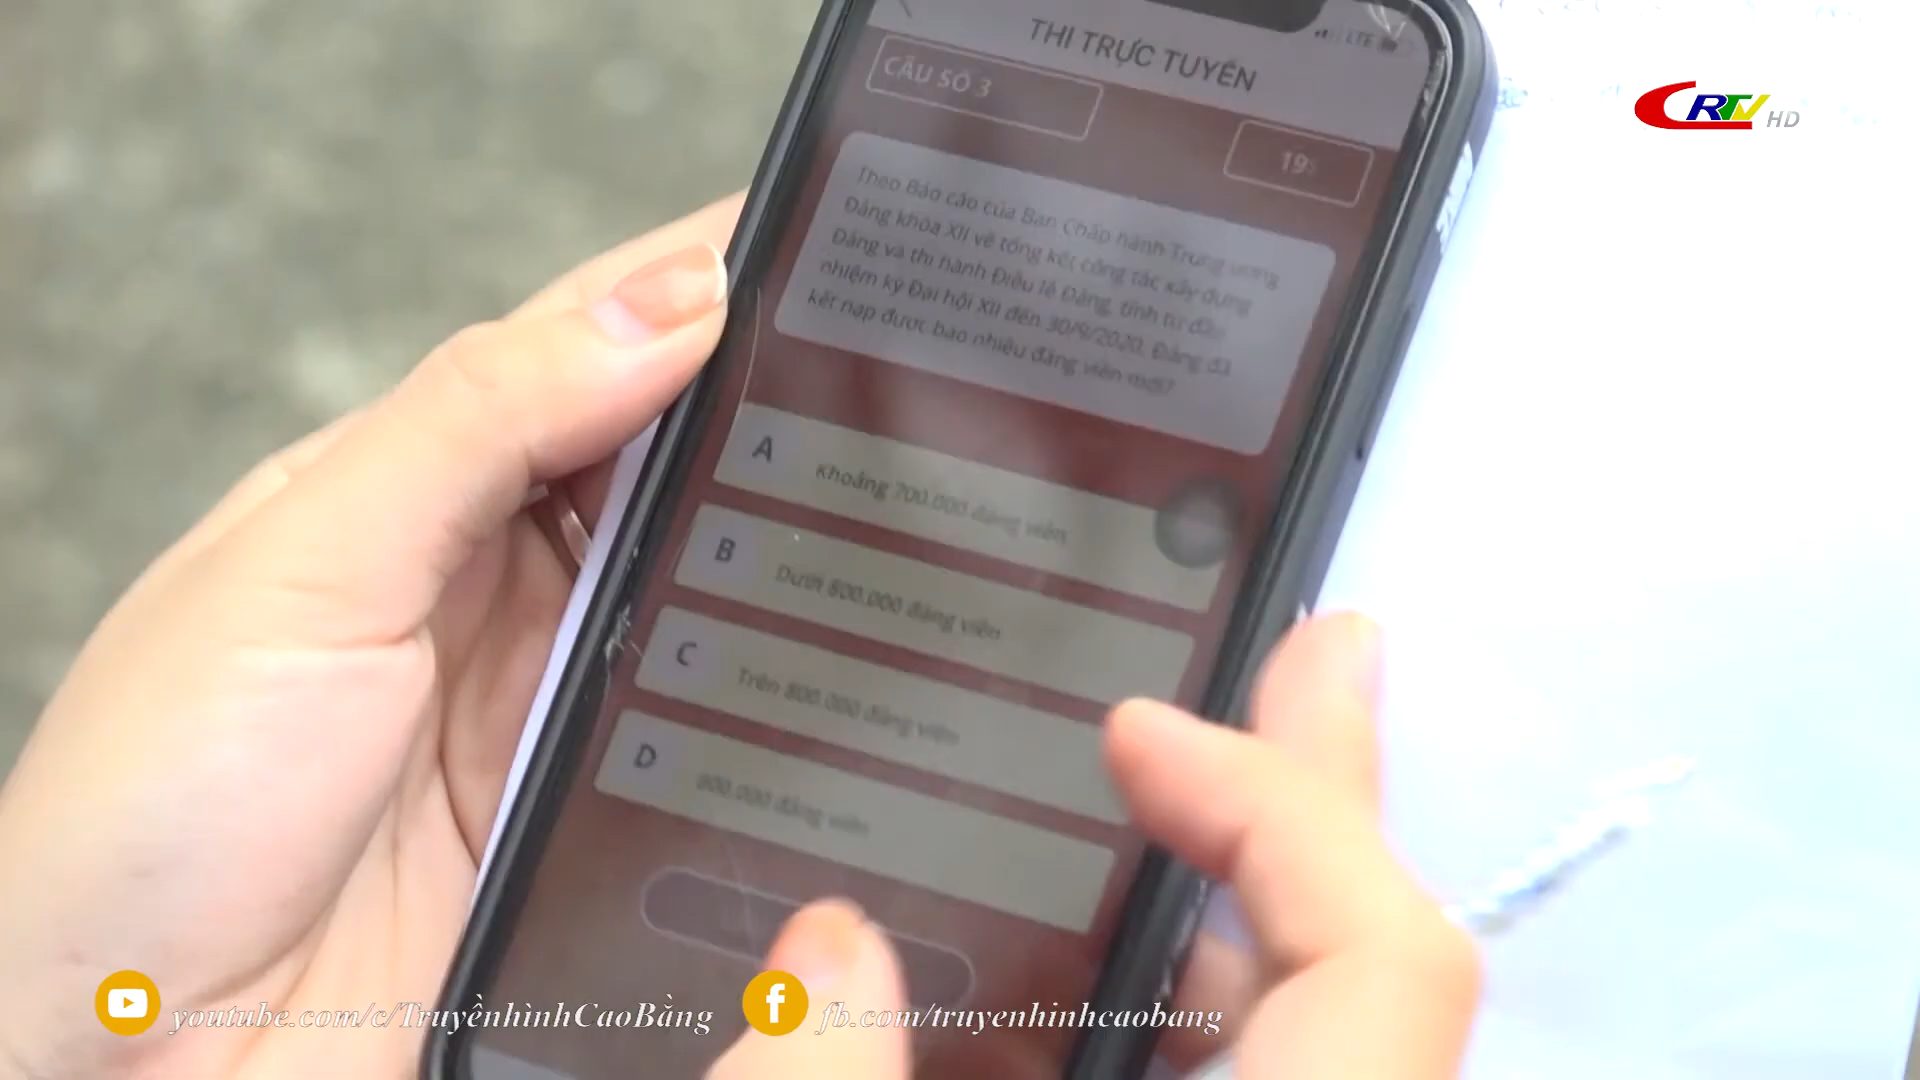 THI TRỰC TUYẾN
LTE
CÂU SỐ 3
19s
CRTV HD
Theo Báo cáo của Ban Chấp hành Trung ương
Đảng khóa XII về tổng kết công tác xây dựng
Đảng và thi hành Điều lệ Đảng, tính từ đầu
nhiệm kỳ Đại hội XII đến 30/9/2020, Đảng đã
kết nạp được bao nhiêu đảng viên mới?
A Khoảng 700.000 đảng viên
B Dưới 800.000 đảng viên
C Trên 800.000 đảng viên
D 900.000 đảng viên
youtube.com/c/TruyềnhìnhCaoBằng
fb.com/truyenhinhcaobang